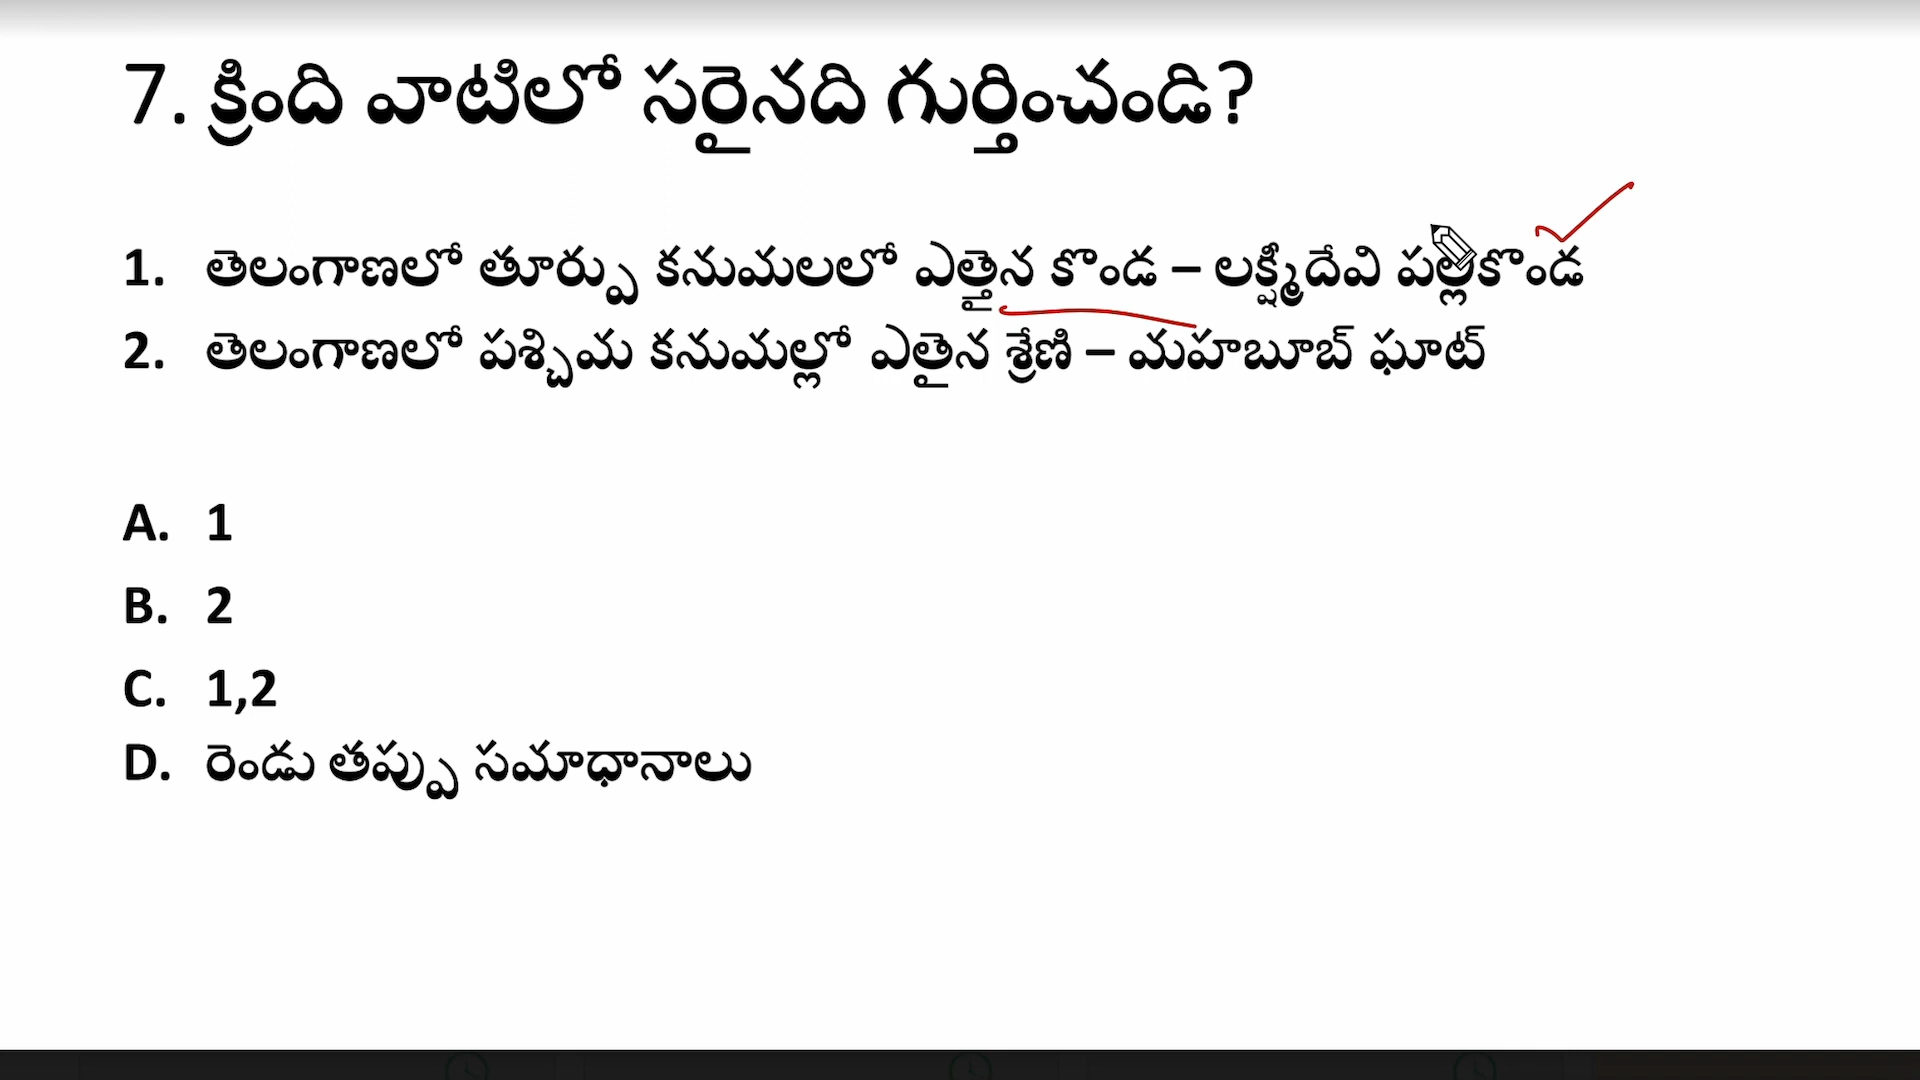 7. క్రింది వాటిలో సరైనది గుర్తించండి?
1. తెలంగాణలో తూర్పు కనుమలలో ఎత్తైన కొండ – లక్ష్మీదేవి పల్లికొండ
2. తెలంగాణలో పశ్చిమ కనుమల్లో ఎతైన శ్రేణి – మహబూబ్ ఘాట్
A. 1
B. 2
C. 1,2
D. రెండు తప్పు సమాధానాలు